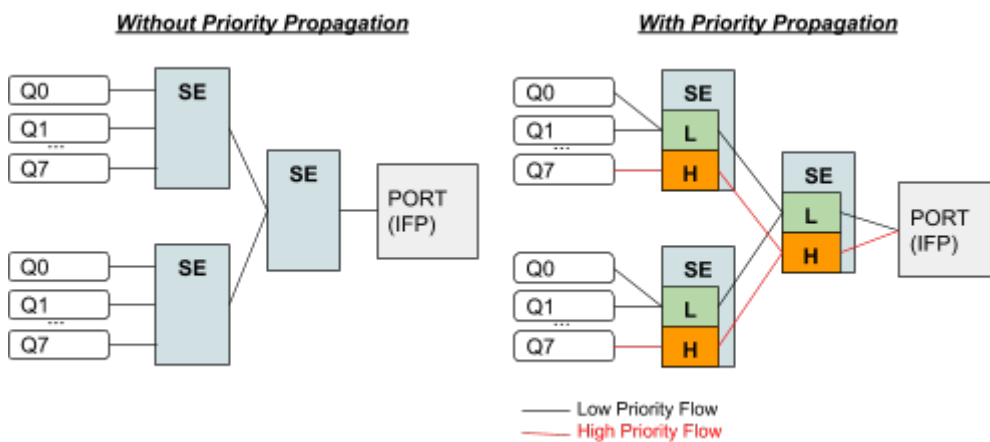 Without Priority Propagation
Q0
Q1
...
Q7
SE
SE
PORT
(IFP)
Q0
Q1
...
Q7
SE
With Priority Propagation
Q0
Q1
...
Q7
SE
L
H
SE
L
H
PORT
(IFP)
Q0
Q1
...
Q7
SE
L
H
Low Priority Flow
High Priority Flow